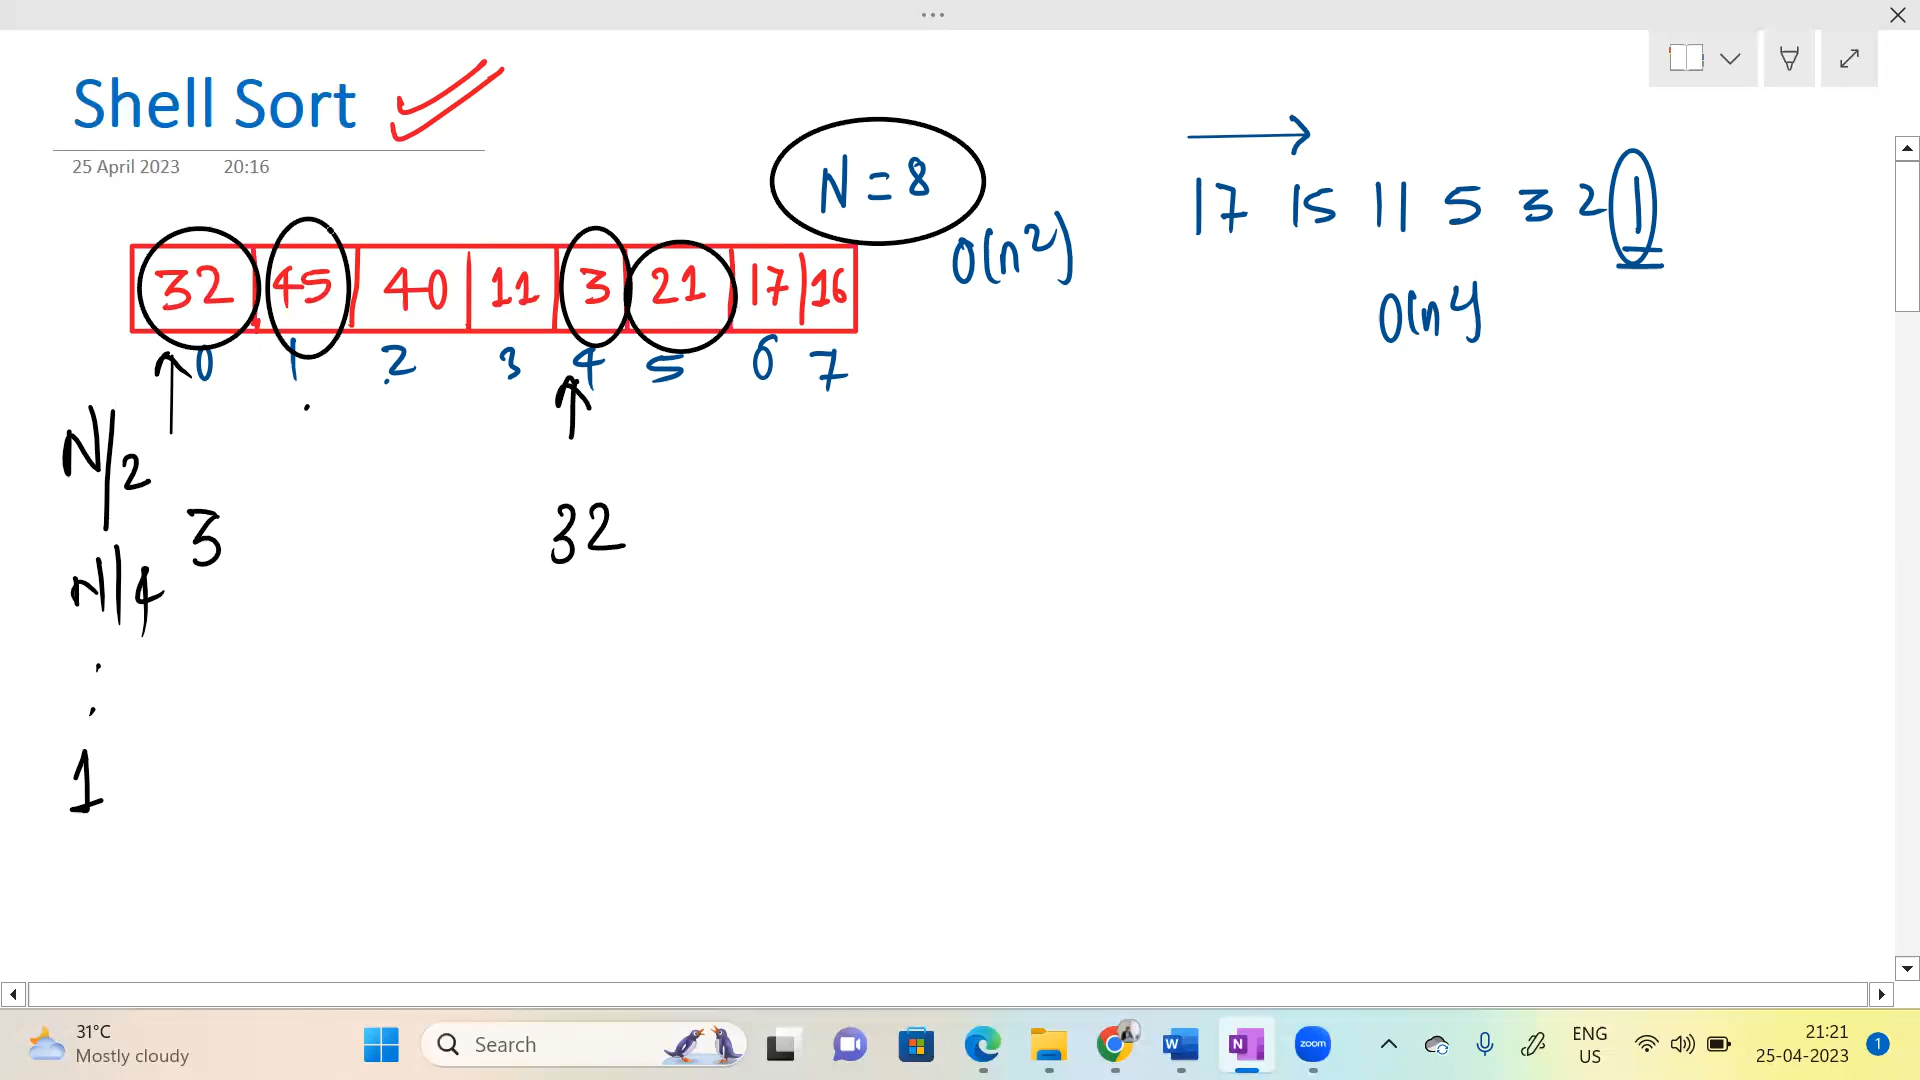 Shell Sort
25 April 2023 20:16
N = 8
17 15 11 5 3 2 1
O(n²)
32 45 40 11 3 21 17 16
0 1 2 3 4 5 6 7
N/2
3 32
N/4
1
31°C
Mostly cloudy
Search
W
N
zoom
ENG
US
21:21
25-04-2023
1